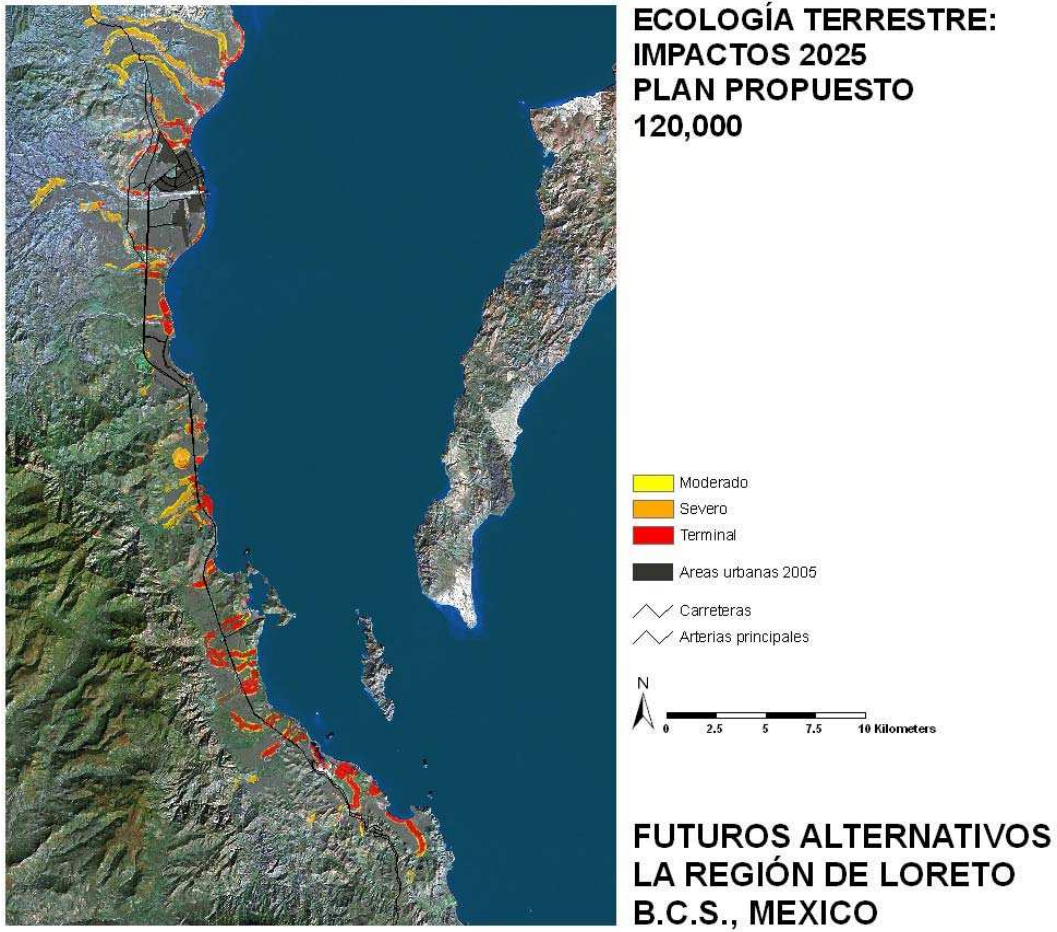 ECOLOGÍA TERRESTRE:
IMPACTOS 2025
PLAN PROPUESTO
120,000
Moderado
Severo
Terminal
Areas urbanas 2005
Carreteras
Arterias principales
N
0 2.5 5 7.5 10 Kilometers
FUTUROS ALTERNATIVOS
LA REGIÓN DE LORETO
B.C.S., MEXICO